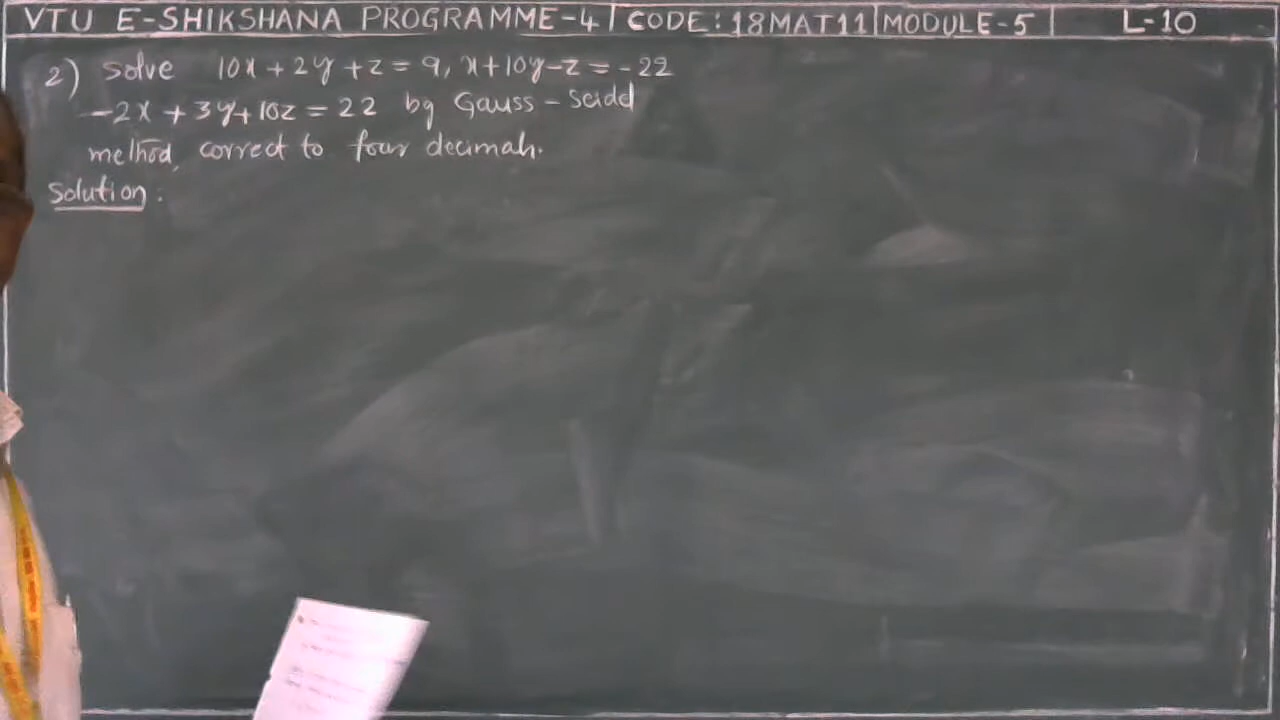 VTU E-SHIKSHANA PROGRAMME-4 | CODE: 18MAT11 | MODULE-5 | L-10
2) Solve 10x + 2y + z = 9, x+10y-z = -22
-2x + 3y + 10z = 22 by Gauss-Seidel
method, correct to four decimals.
Solution: